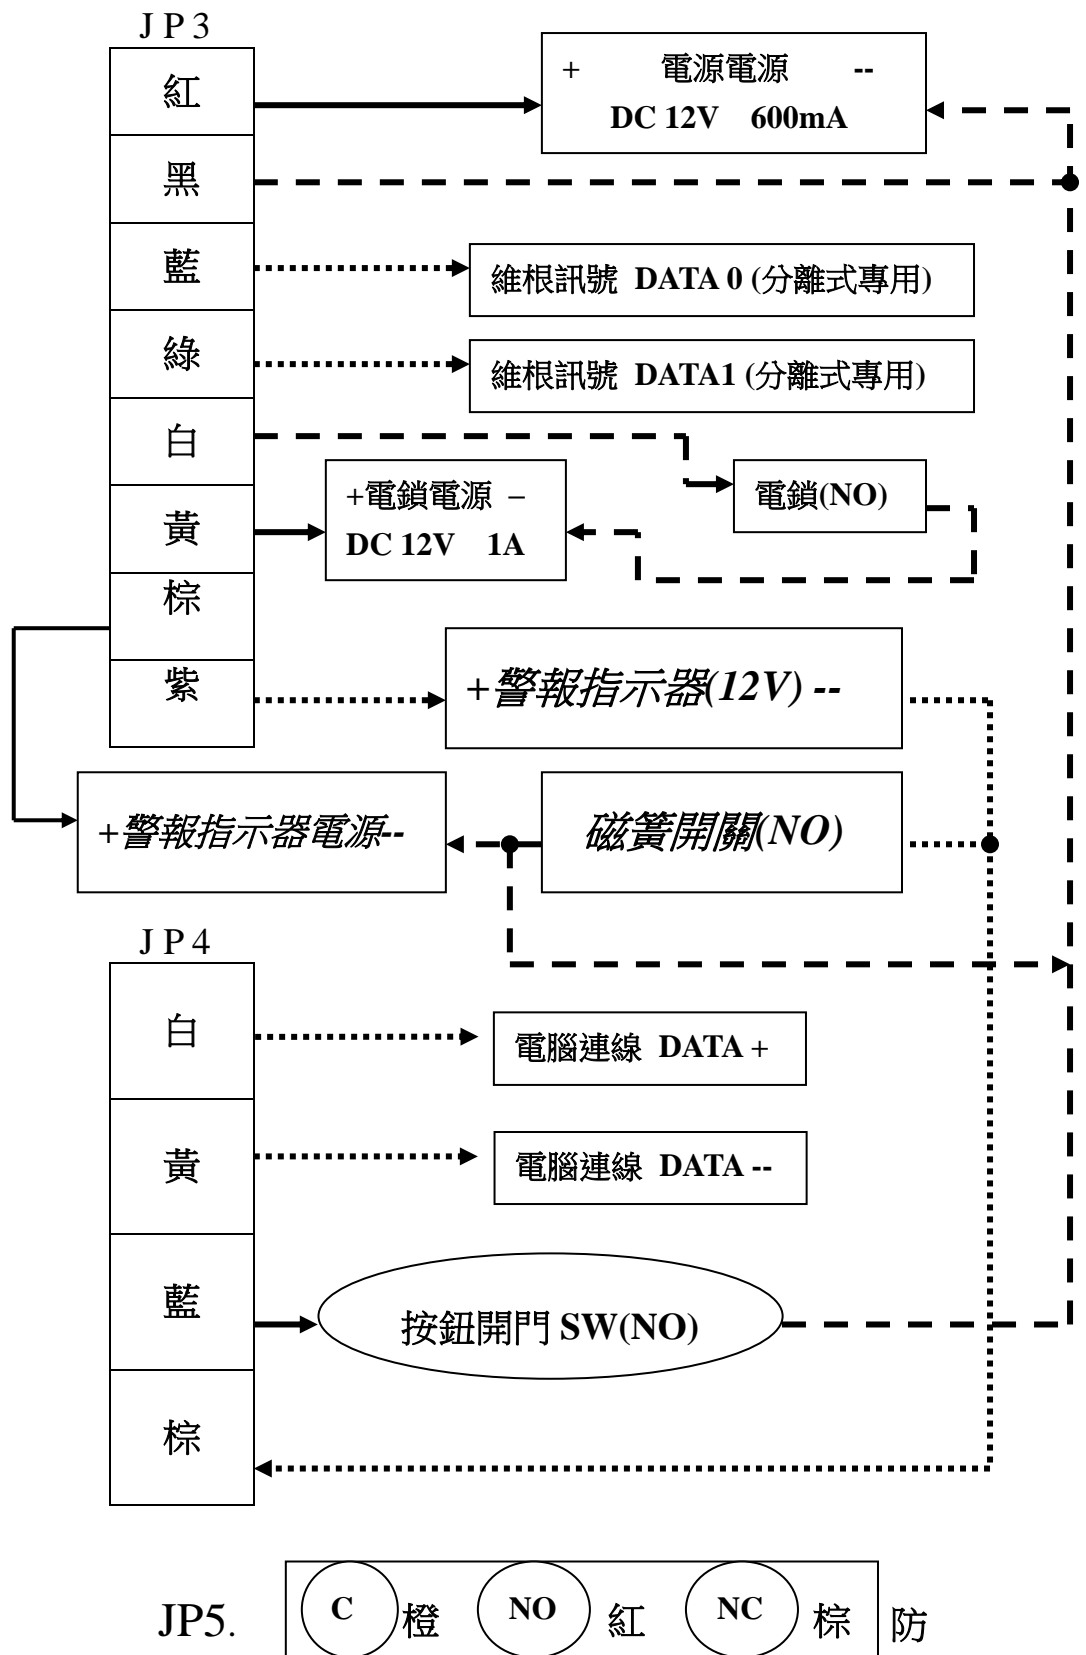 JP3
紅
+ 電源電源 --
DC 12V 600mA
黑
藍
維根訊號 DATA 0 (分離式專用)
綠
維根訊號 DATA1 (分離式專用)
白
+電鎖電源 –
DC 12V 1A
電鎖(NO)
黃
棕
紫
+警報指示器(12V) --
+警報指示器電源--
磁簧開關(NO)
JP4
白
電腦連線 DATA +
黃
電腦連線 DATA --
藍
按鈕開門 SW(NO)
棕
JP5. C 橙 NO 紅 NC 棕 防